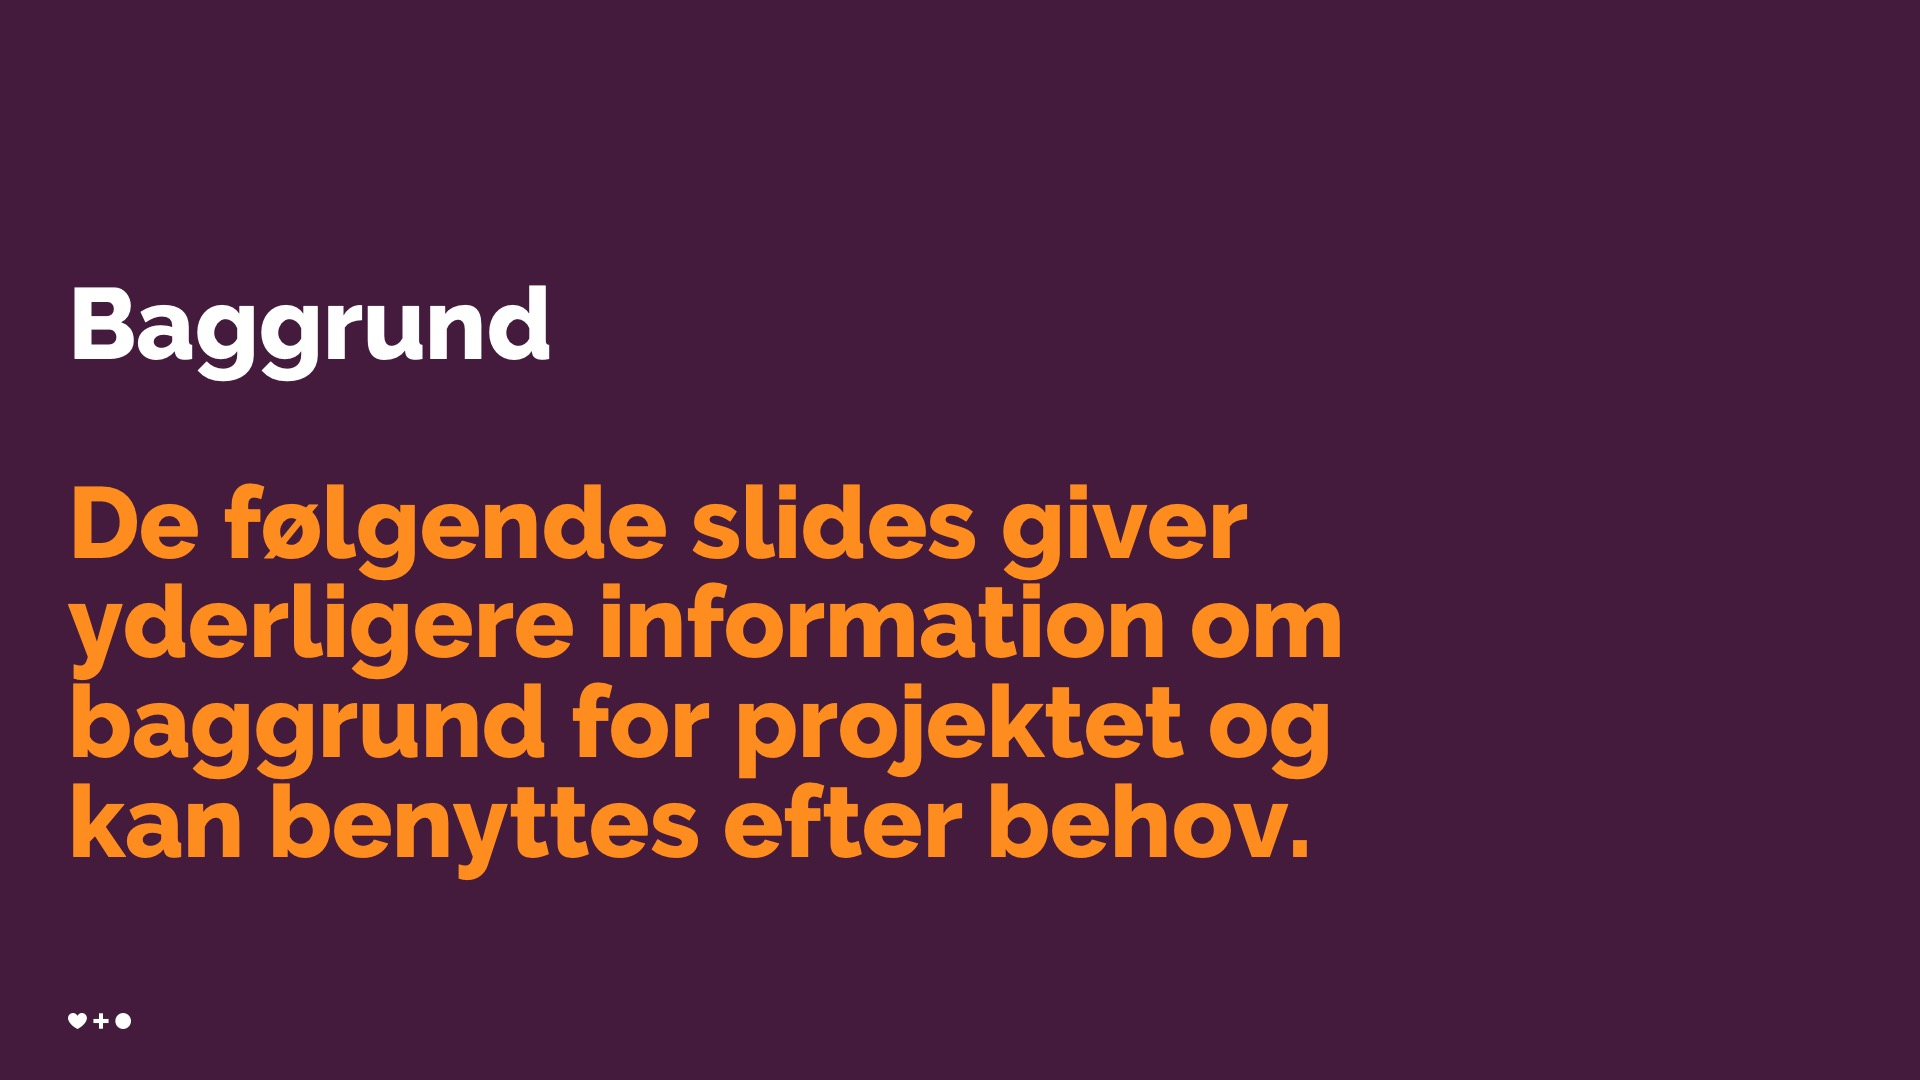 Baggrund
De følgende slides giver
yderligere information om
baggrund for projektet og
kan benyttes efter behov.